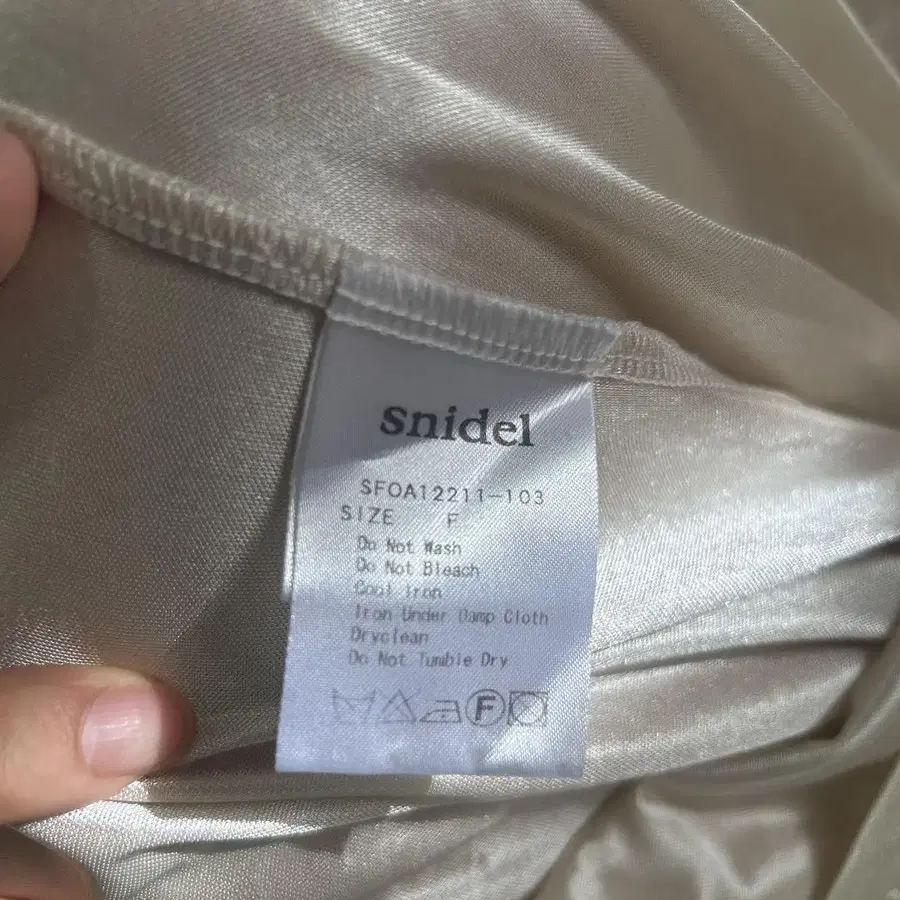 snidel
SFOA12211-103
SIZE F
Do Not Wash
Do Not Bleach
Cool Iron
Iron Under Damp Cloth
Dryclean
Do Not Tumble Dry
F